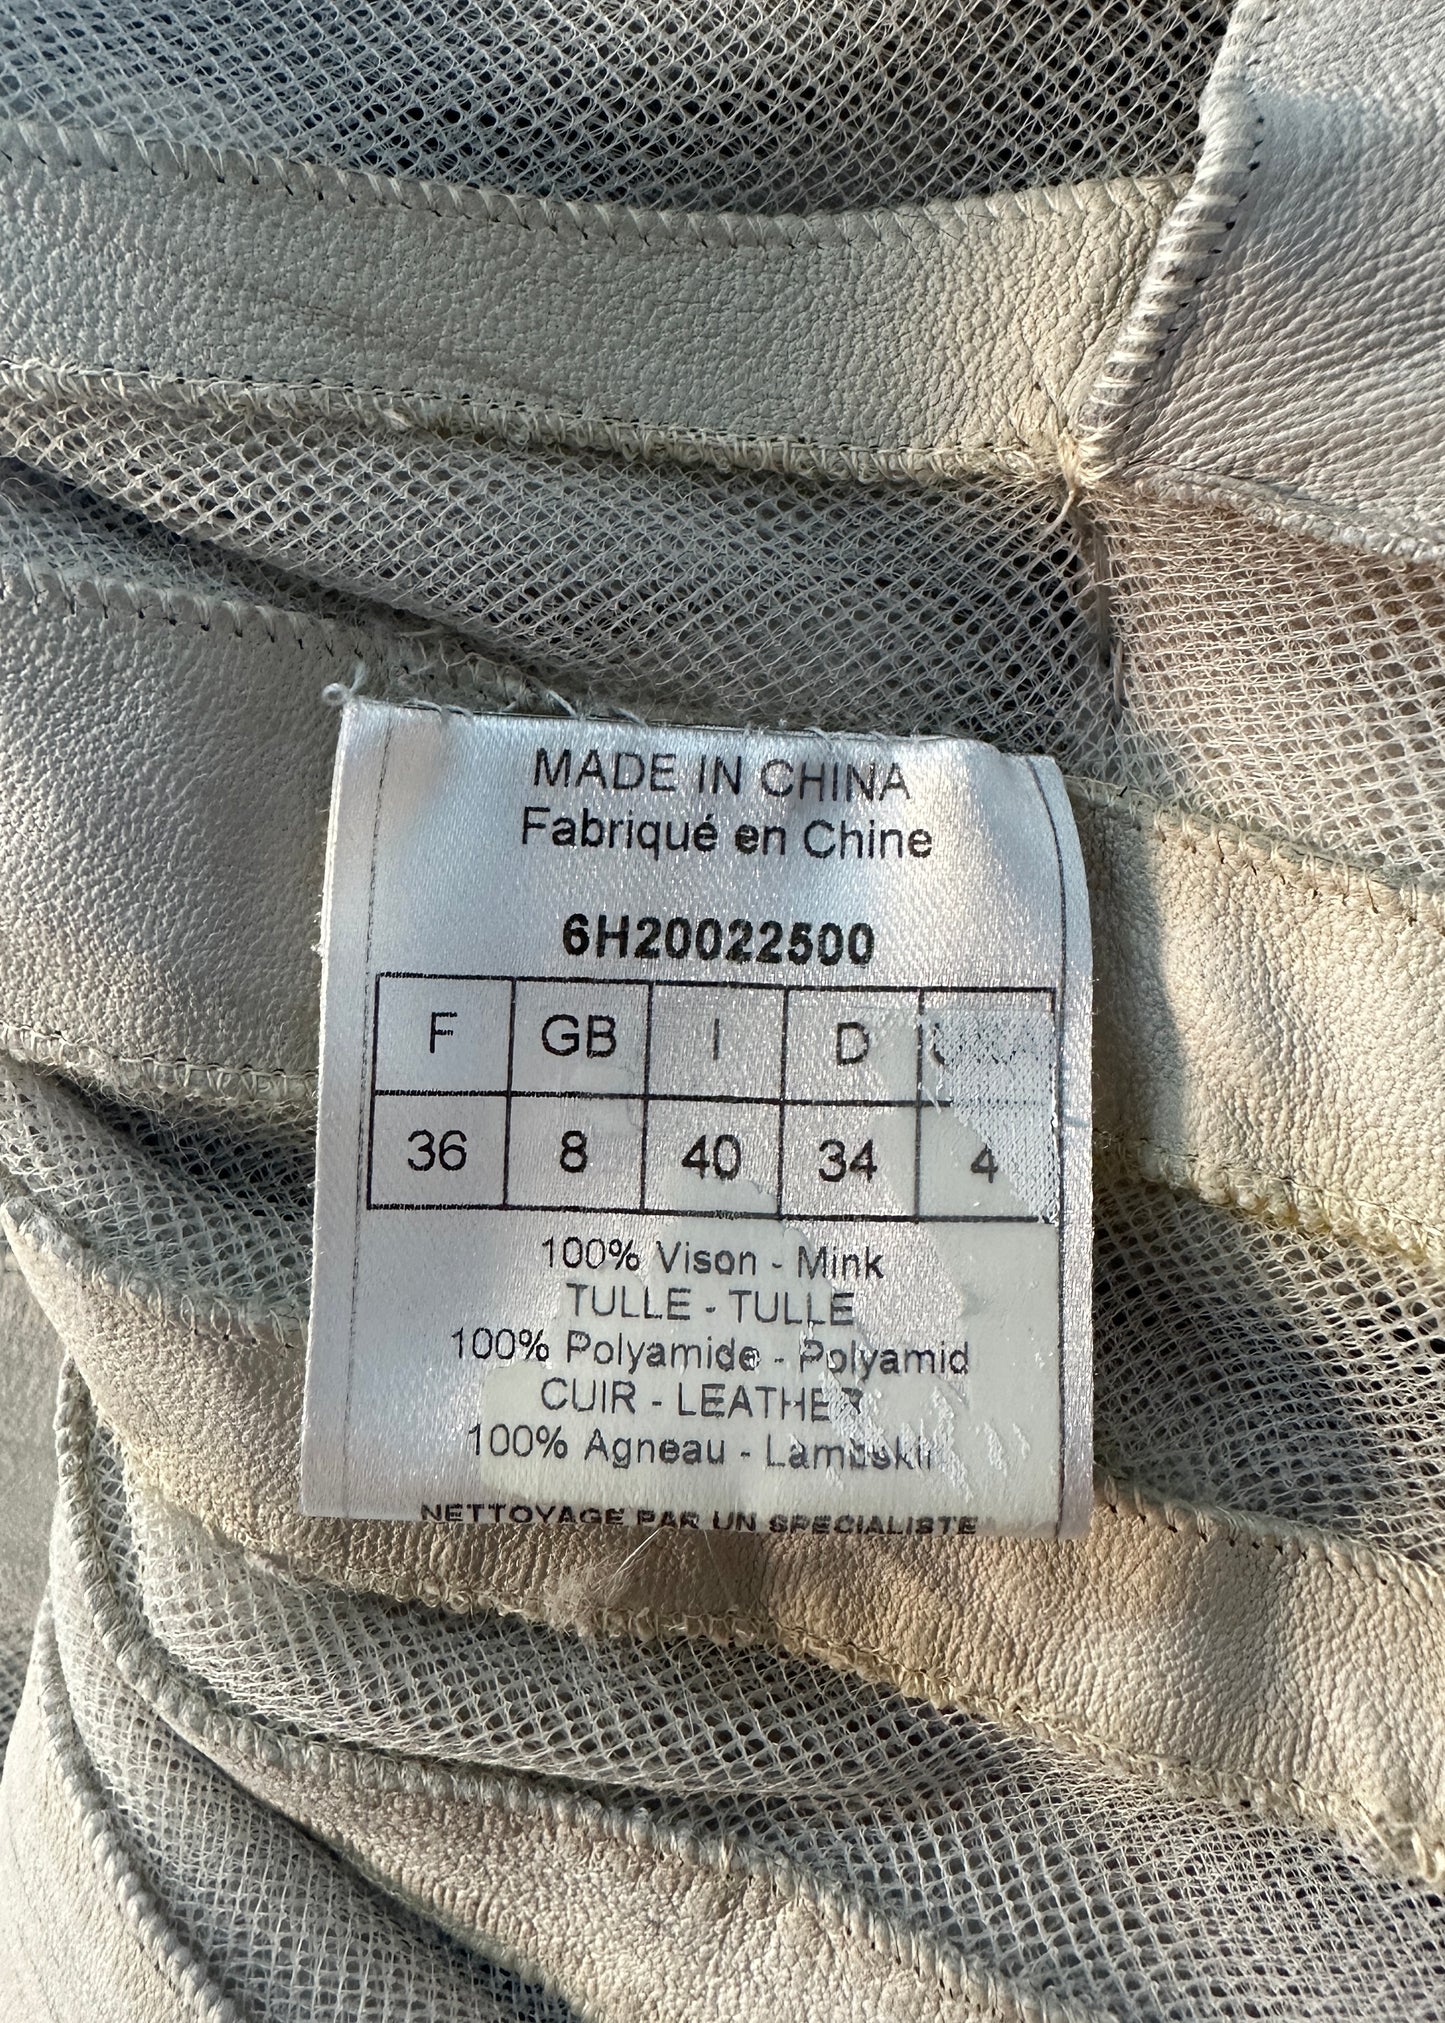 MADE IN CHINA
Fabriqué en Chine
6H20022500
F GB I D
36 8 40 34 4
100% Vison - Mink
TULLE - TULLE
100% Polyamide - Polyamid
CUIR - LEATHER
100% Agneau - Lambskin
NETTOYAGE PAR UN SPECIALISTE